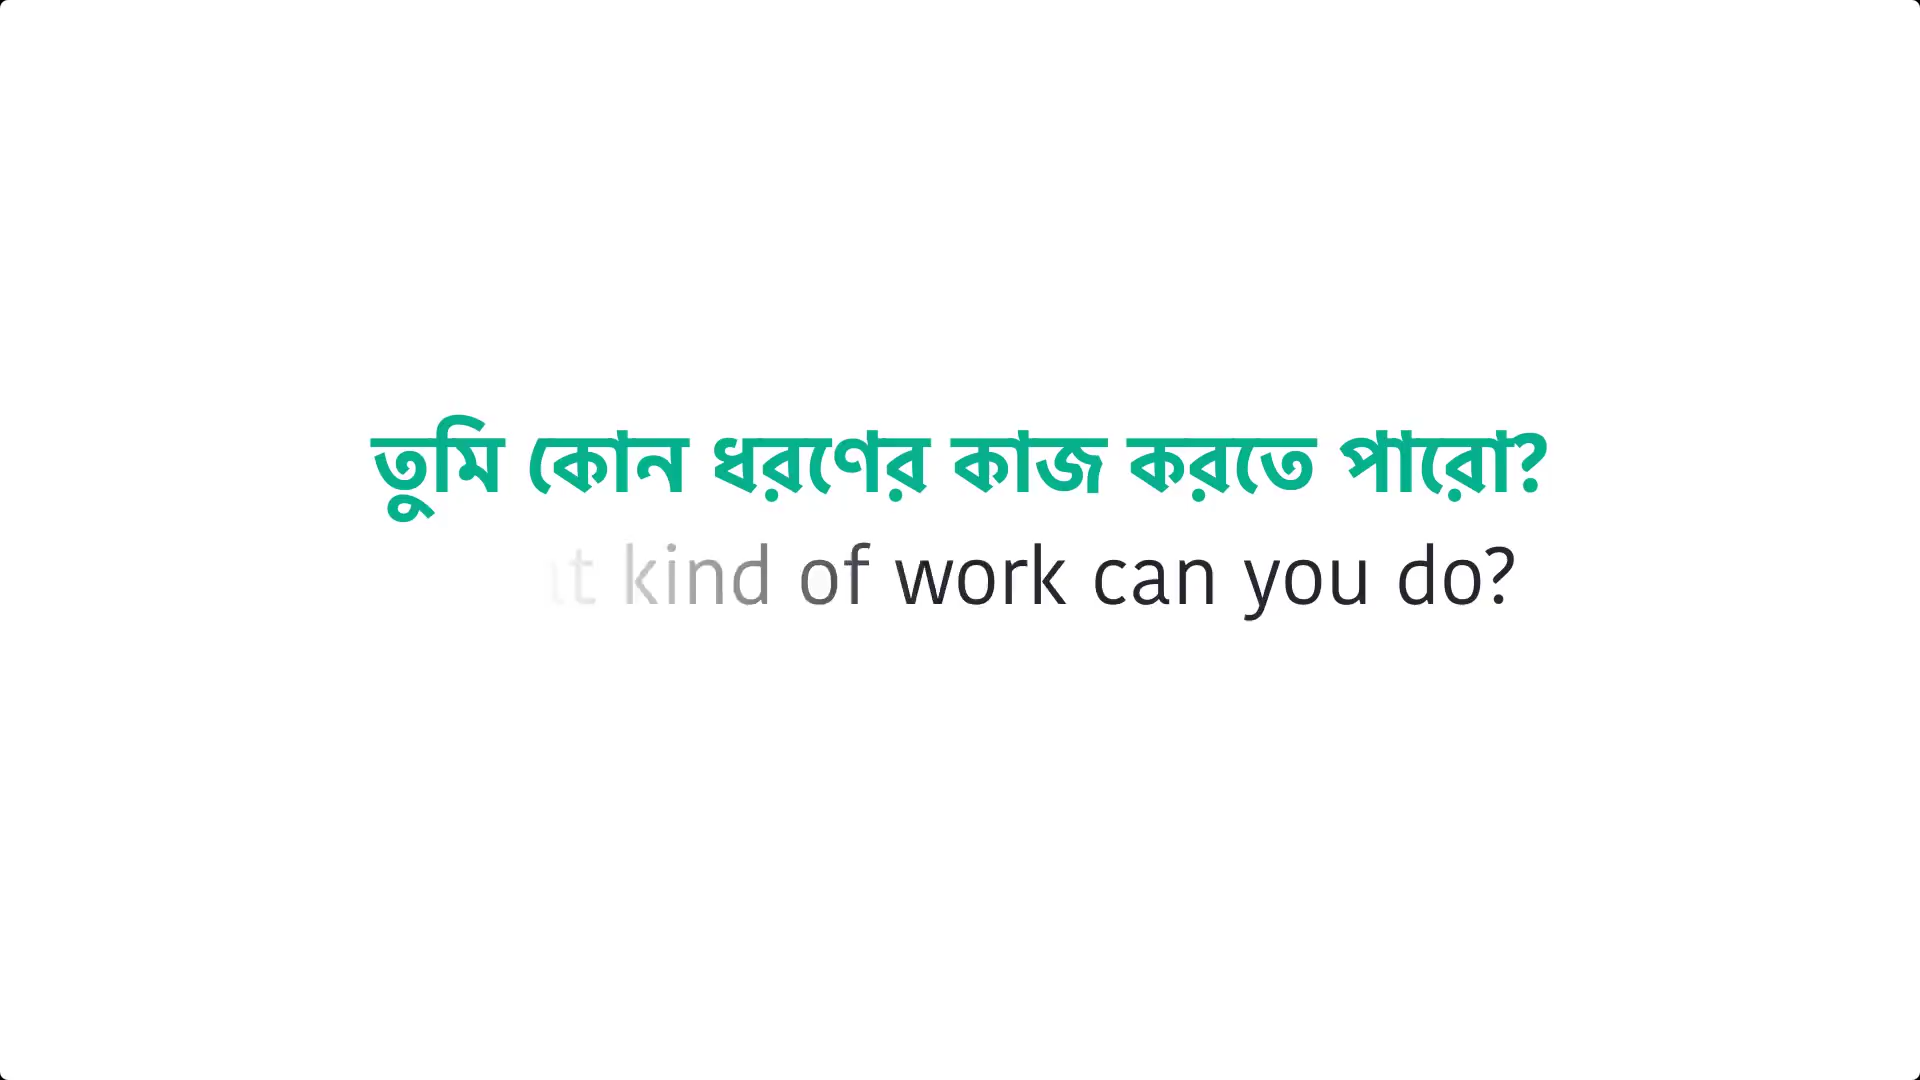 তুমি কোন ধরণের কাজ করতে পারো?
kind of work can you do?